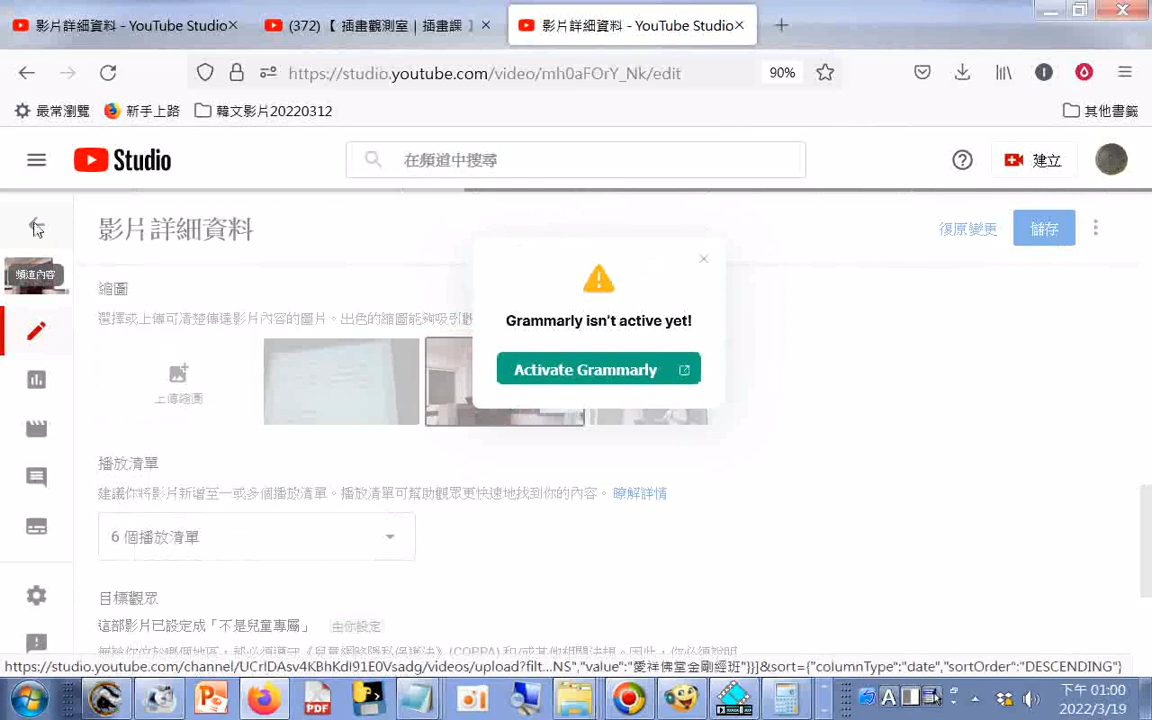 影片詳細資料 - YouTube Studio
(372)【 插畫觀測室 | 插畫課 】
影片詳細資料 - YouTube Studio
https://studio.youtube.com/video/mh0aFOrY_Nk/edit
90%
最常瀏覽
新手上路
韓文影片20220312
其他書籤
Studio
在頻道中搜尋
建立
影片詳細資料
復原變更
儲存
頻道內容
縮圖
選擇或上傳可清楚傳達影片內容的圖片。出色的縮圖能夠吸引觀
Grammarly isn't active yet!
Activate Grammarly
上傳縮圖
播放清單
建議你將影片新增至一或多個播放清單。播放清單可幫助觀眾更快速地找到你的內容。 瞭解詳情
6 個播放清單
目標觀眾
這部影片已設定成「不是兒童專屬」 由你設定
https://studio.youtube.com/channel/UCrIDAsv4KBhKdI91E0Vsadg/videos/upload?filt...NS","value":"愛祥佛堂金剛經班"}}]&sort={"columnType":"date","sortOrder":"DESCENDING"}
下午 01:00
2022/3/19